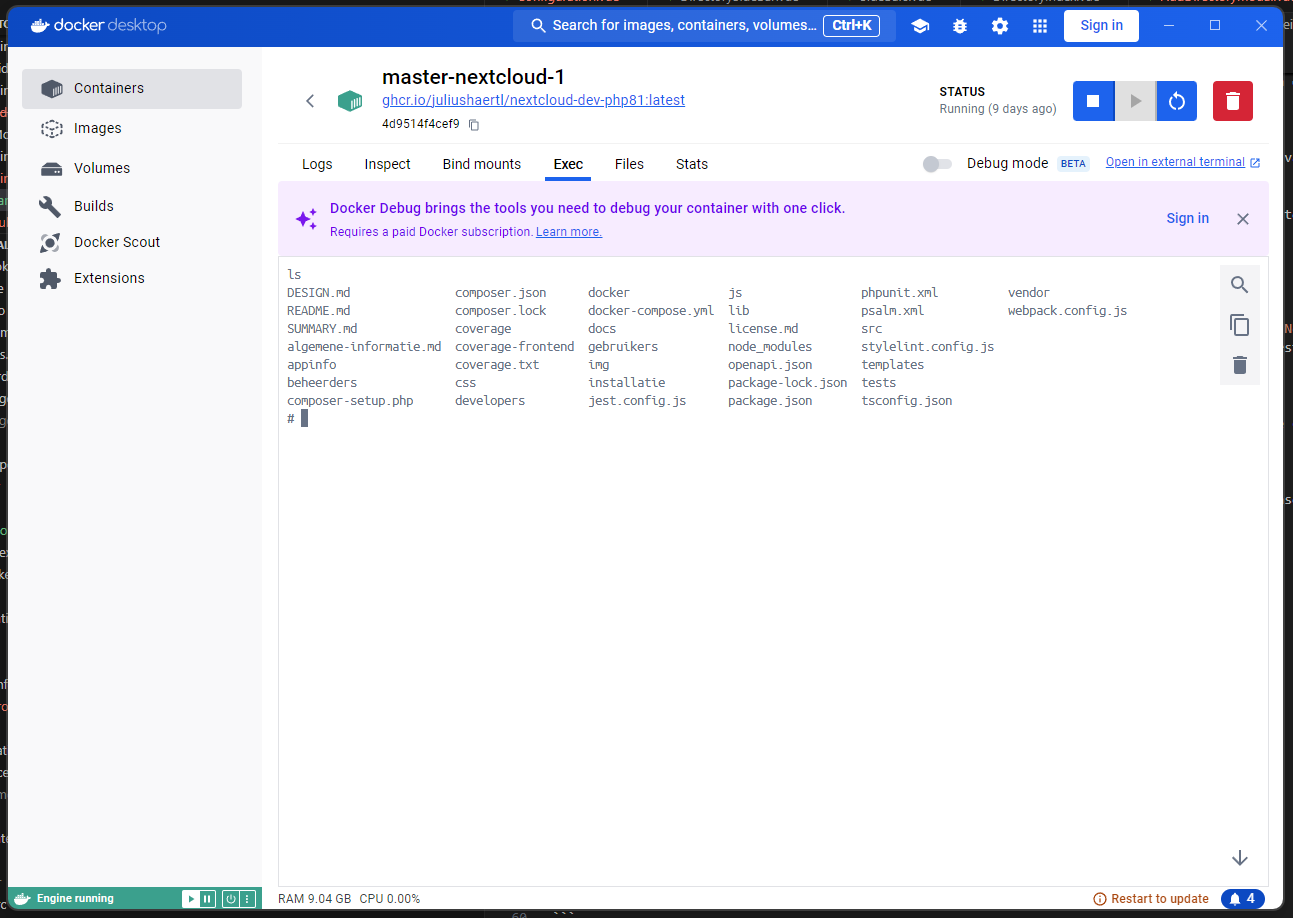 docker desktop
Search for images, containers, volumes... Ctrl+K
Sign in
Containers
Images
Volumes
Builds
Docker Scout
Extensions
master-nextcloud-1
ghcr.io/juliushaertl/nextcloud-dev-php81:latest
4d9514f4cef9
STATUS
Running (9 days ago)
Logs Inspect Bind mounts Exec Files Stats
Debug mode BETA Open in external terminal
Docker Debug brings the tools you need to debug your container with one click.
Requires a paid Docker subscription. Learn more.
Sign in
ls
DESIGN.md composer.json docker js phpunit.xml vendor
README.md composer.lock docker-compose.yml lib psalm.xml webpack.config.js
SUMMARY.md coverage docs license.md src
algemene-informatie.md coverage-frontend gebruikers node_modules stylelint.config.js
appinfo coverage.txt img openapi.json templates
beheerders css installatie package-lock.json tests
composer-setup.php developers jest.config.js package.json tsconfig.json
#
Engine running
RAM 9.04 GB CPU 0.00%
Restart to update
4